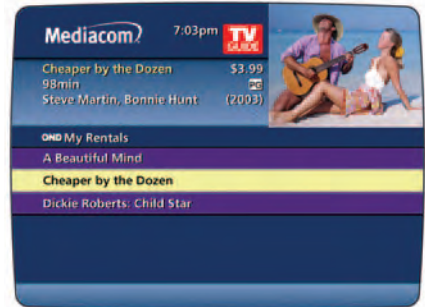 Mediacom 7:03pm TV GUIDE
Cheaper by the Dozen $3.99
98min PG
Steve Martin, Bonnie Hunt (2003)
OND My Rentals
A Beautiful Mind
Cheaper by the Dozen
Dickie Roberts: Child Star